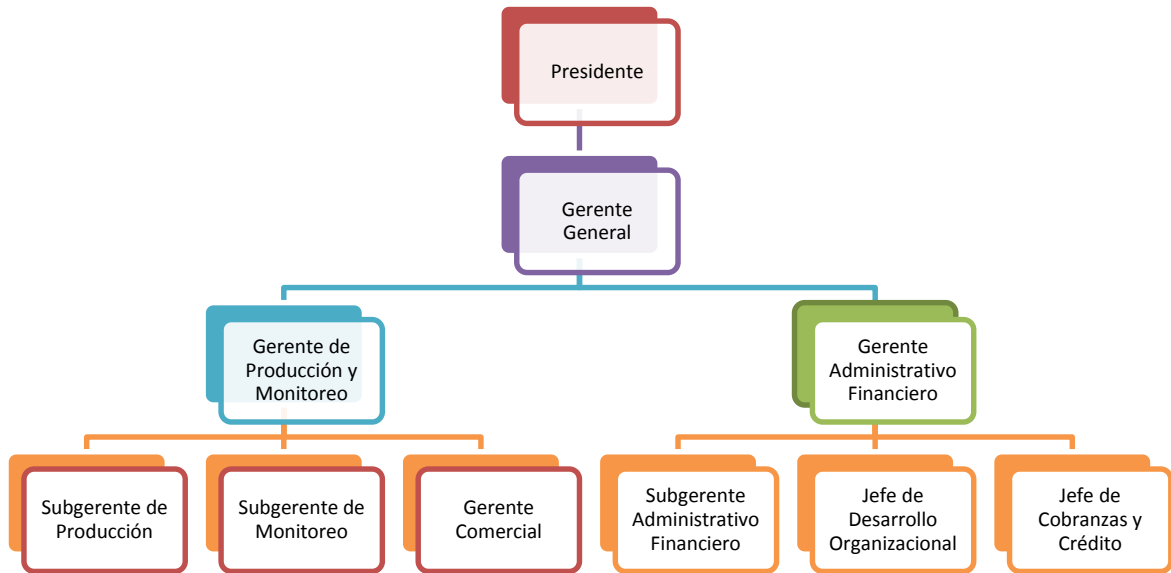 Presidente
Gerente
General
Gerente de
Producción y
Monitoreo
Gerente
Administrativo
Financiero
Subgerente de
Producción
Subgerente de
Monitoreo
Gerente
Comercial
Subgerente
Administrativo
Financiero
Jefe de
Desarrollo
Organizacional
Jefe de
Cobranzas y
Crédito